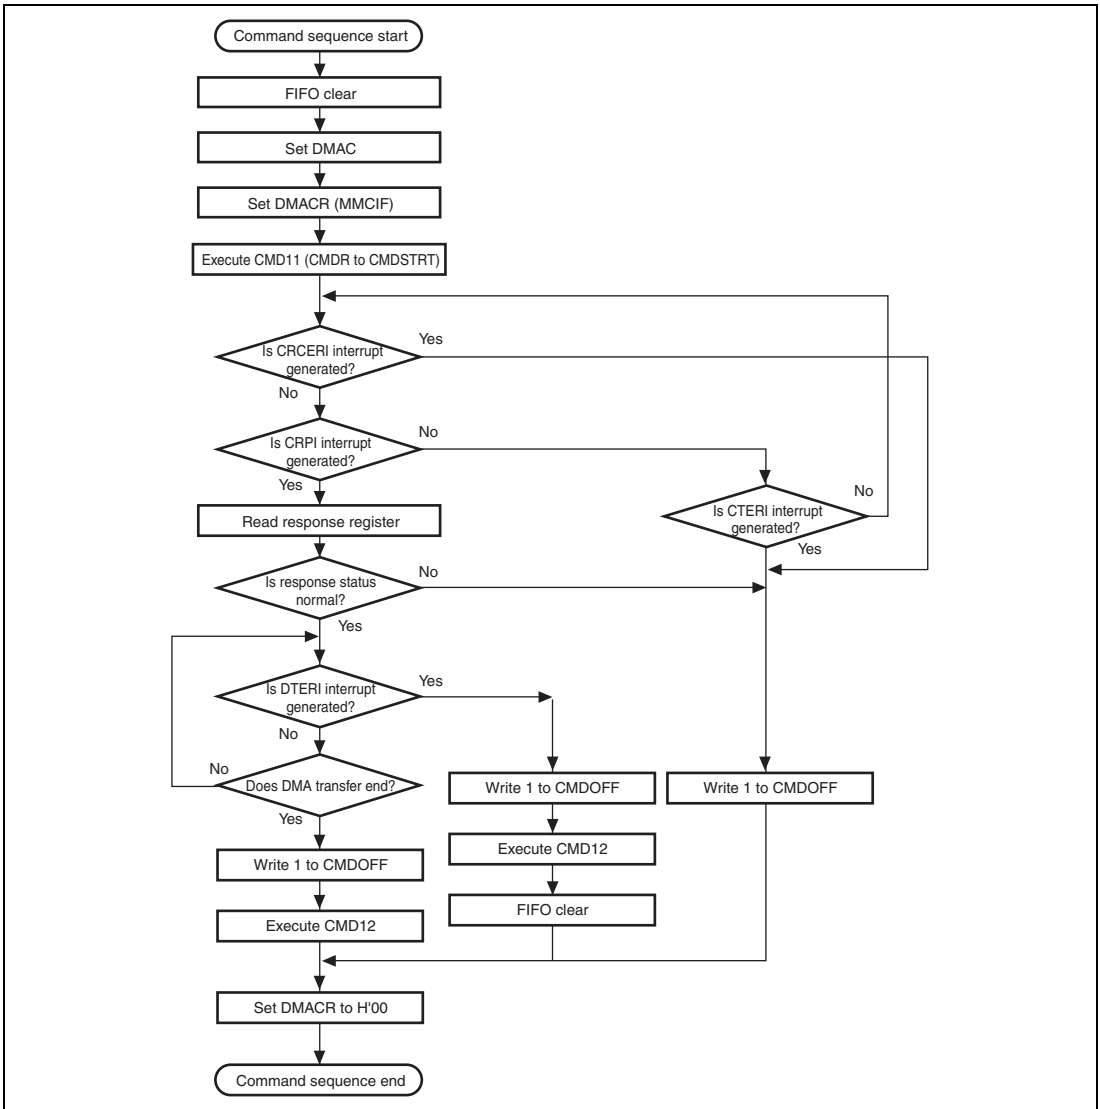 Command sequence start
FIFO clear
Set DMAC
Set DMACR (MMCIF)
Execute CMD11 (CMDR to CMDSTRT)
Is CRCERI interrupt
generated?
Yes
No
Is CRPI interrupt
generated?
No
Yes
Is CTERI interrupt
generated?
No
Yes
Read response register
Is response status
normal?
No
Yes
Is DTERI interrupt
generated?
Yes
No
Does DMA transfer end?
No
Yes
Write 1 to CMDOFF
Execute CMD12
Write 1 to CMDOFF
Execute CMD12
FIFO clear
Write 1 to CMDOFF
Set DMACR to H'00
Command sequence end